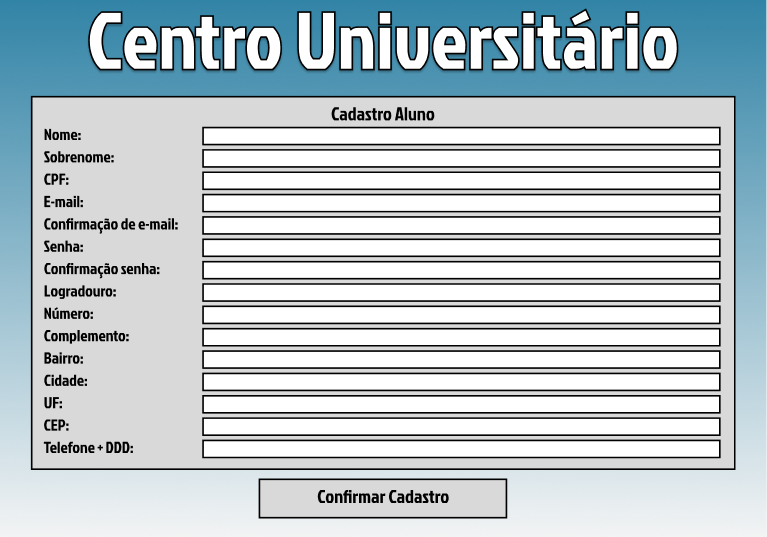 Centro Universitário
Cadastro Aluno
Nome:
Sobrenome:
CPF:
E-mail:
Confirmação de e-mail:
Senha:
Confirmação senha:
Logradouro:
Número:
Complemento:
Bairro:
Cidade:
UF:
CEP:
Telefone + DDD:
Confirmar Cadastro